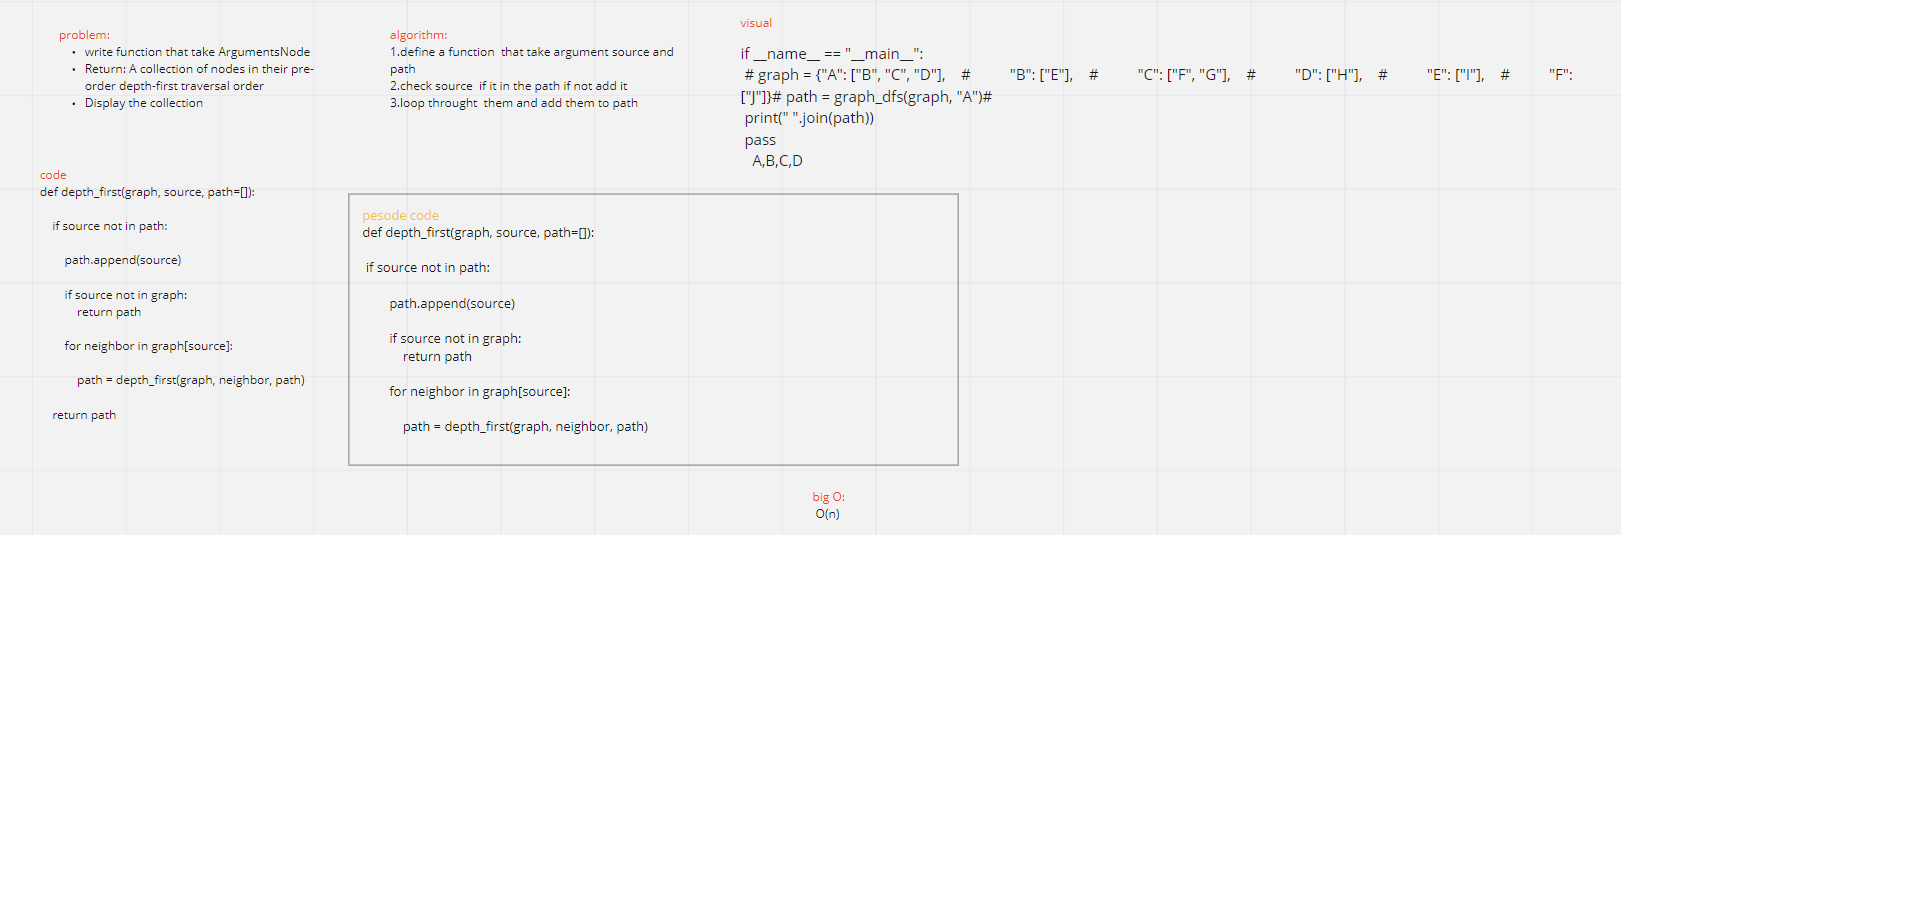 problem:
• write function that take ArgumentsNode
• Return: A collection of nodes in their pre-
order depth-first traversal order
• Display the collection
algorithm:
1.define a function  that take argument source and
path
2.check source  if it in the path if not add it
3.loop throught  them and add them to path
visual
if __name__ == "__main__":
# graph = {"A": ["B", "C", "D"],    #          "B": ["E"],    #          "C": ["F", "G"],    #          "D": ["H"],    #          "E": ["I"],    #          "F":
["J"]}# path = graph_dfs(graph, "A")#
print(" ".join(path))
pass
A,B,C,D
code
def depth_first(graph, source, path=[]):
if source not in path:
path.append(source)
if source not in graph:
return path
for neighbor in graph[source]:
path = depth_first(graph, neighbor, path)
return path
pesode code
def depth_first(graph, source, path=[]):
if source not in path:
path.append(source)
if source not in graph:
return path
for neighbor in graph[source]:
path = depth_first(graph, neighbor, path)
big O:
O(n)